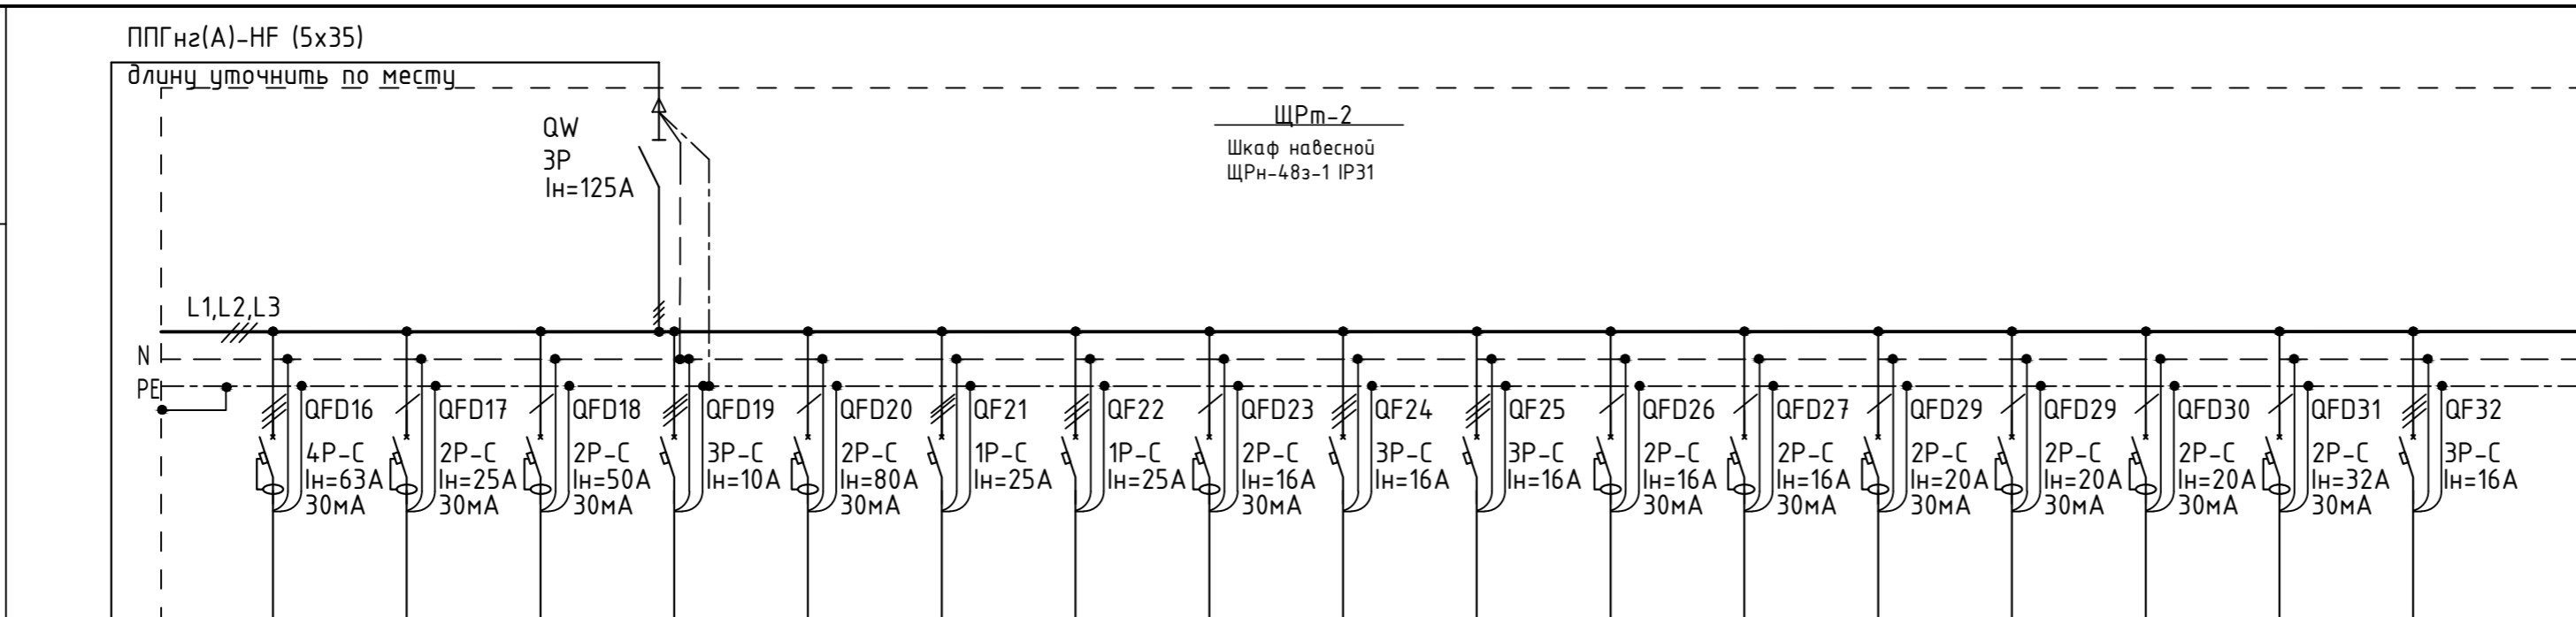 ППГнг(А)-HF (5х35)
длину уточнить по месту
QW
3P
Iн=125А
ЩРт-2
Шкаф навесной
ЩРн-48з-1 IP31
L1,L2,L3
N
PE
QFD16
4P-C
Iн=63А
30мА
QFD17
2P-C
Iн=25А
30мА
QFD18
2P-C
Iн=50А
30мА
QFD19
3P-C
Iн=10А
QFD20
2P-C
Iн=80А
30мА
QF21
1P-C
Iн=25А
QF22
1P-C
Iн=25А
QFD23
2P-C
Iн=16А
30мА
QF24
3P-C
Iн=16А
QF25
3P-C
Iн=16А
QFD26
2P-C
Iн=16А
30мА
QFD27
2P-C
Iн=16А
30мА
QFD29
2P-C
Iн=20А
30мА
QFD29
2P-C
Iн=20А
30мА
QFD30
2P-C
Iн=20А
30мА
QFD31
2P-C
Iн=32А
30мА
QF32
3P-C
Iн=16А